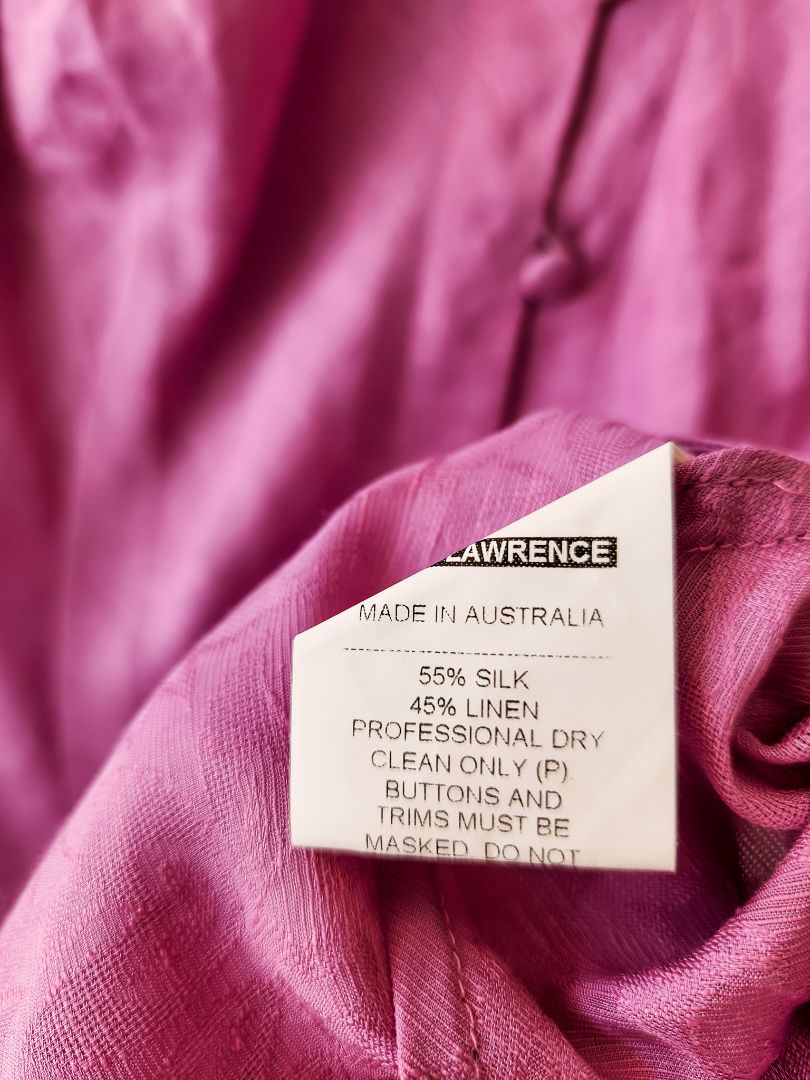 LAWRENCE
MADE IN AUSTRALIA
55% SILK
45% LINEN
PROFESSIONAL DRY
CLEAN ONLY (P)
BUTTONS AND
TRIMS MUST BE
MASKED. DO NOT